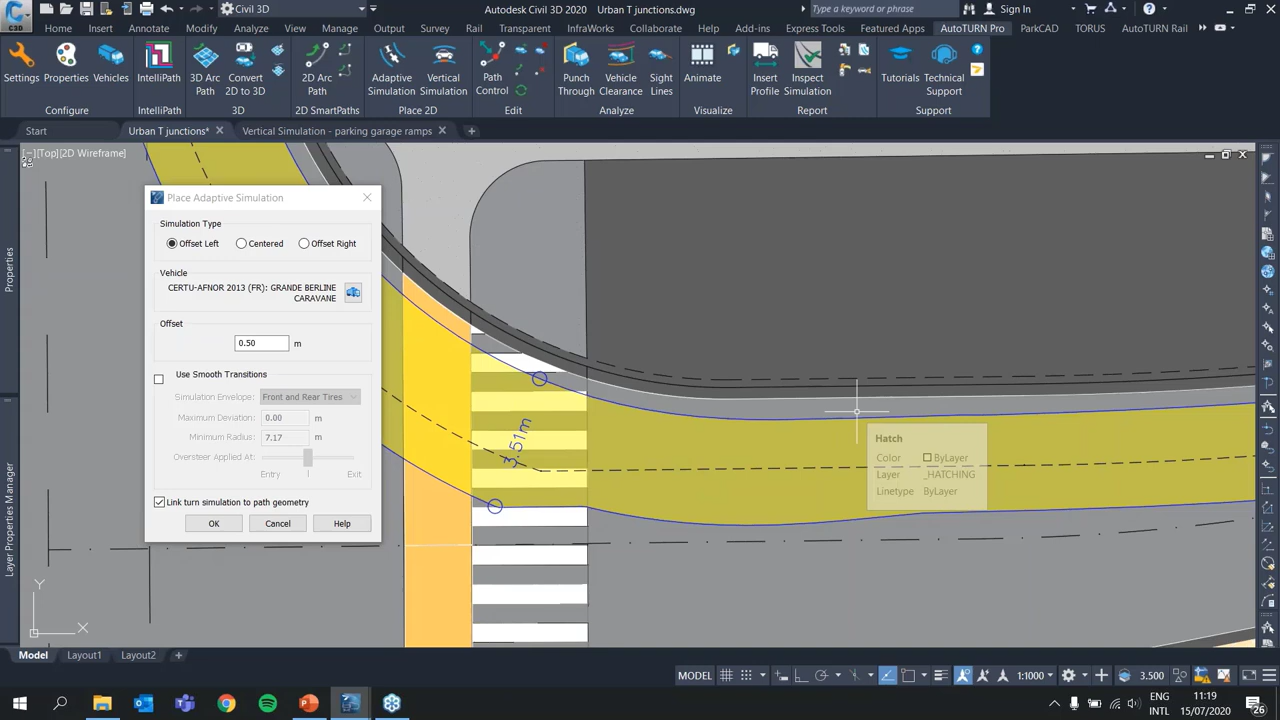 C3D
Civil 3D
Autodesk Civil 3D 2020
Urban T junctions.dwg
Type a keyword or phrase
Sign In
Home
Insert
Annotate
Modify
Analyze
View
Manage
Output
Survey
Rail
Transparent
InfraWorks
Collaborate
Help
Add-ins
Express Tools
Featured Apps
AutoTURN Pro
ParkCAD
TORUS
AutoTURN Rail
Settings
Properties
Vehicles
IntelliPath
3D Arc Path
Convert 2D to 3D
2D Arc Path
Adaptive Simulation
Vertical Simulation
Path Control
Punch Through
Vehicle Clearance
Sight Lines
Animate
Insert Profile
Inspect Simulation
Tutorials
Technical Support
Configure
IntelliPath
3D
2D SmartPaths
Place 2D
Edit
Analyze
Visualize
Report
Support
Start
Urban T junctions*
Vertical Simulation - parking garage ramps
[−][Top][2D Wireframe]
Place Adaptive Simulation
Simulation Type
Offset Left
Centered
Offset Right
Vehicle
CERTU-AFNOR 2013 (FR): GRANDE BERLINE
CARAVANE
Offset
0.50 m
Use Smooth Transitions
Simulation Envelope: Front and Rear Tires
Maximum Deviation: 0.00 m
Minimum Radius: 7.17 m
Oversteer Applied At:
Entry
Exit
Link turn simulation to path geometry
OK
Cancel
Help
3.51m
Hatch
Color ByLayer
Layer _HATCHING
Linetype ByLayer
Properties
Layer Properties Manager
Y
X
Model
Layout1
Layout2
MODEL
1:1000
3.500
ENG
INTL
11:19
15/07/2020
26